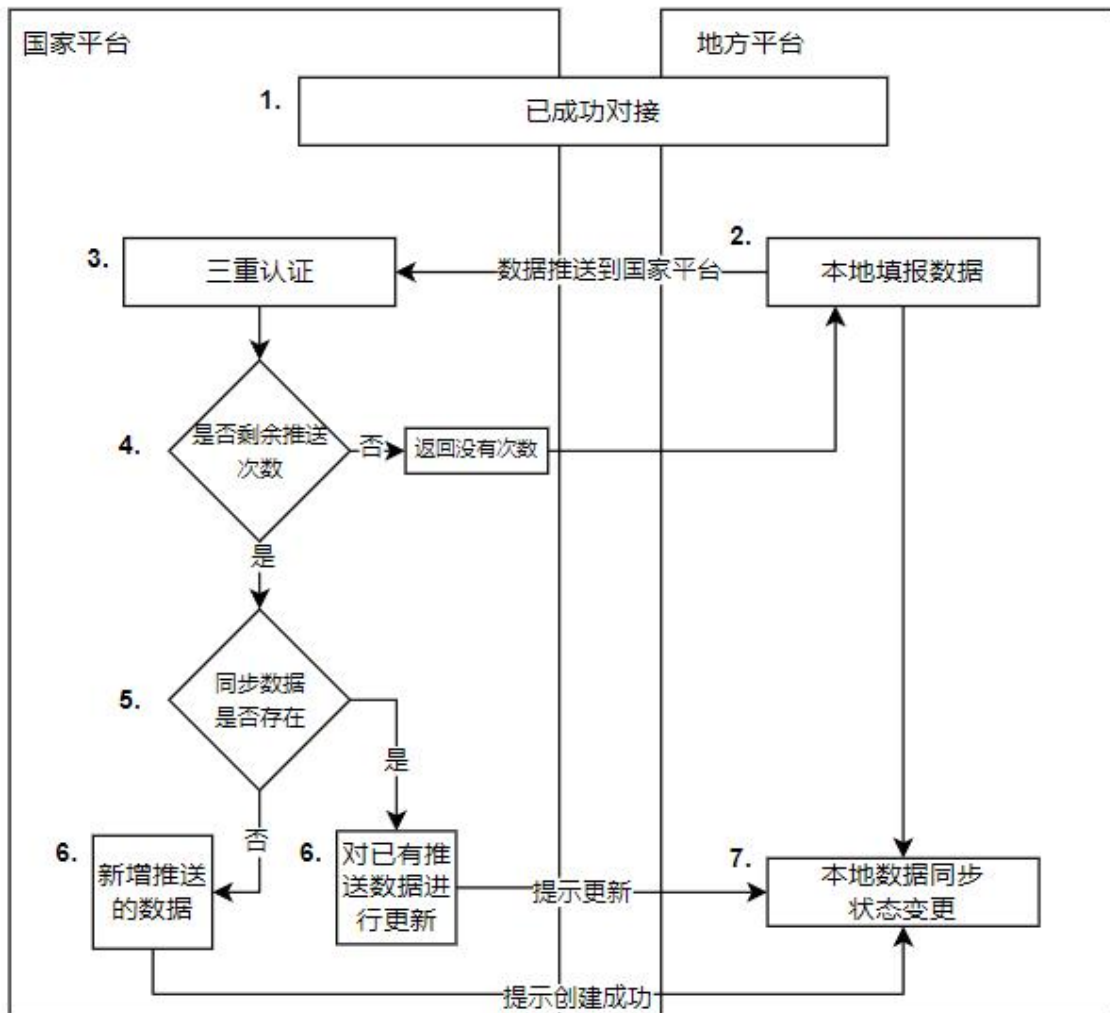 国家平台
地方平台
1.
已成功对接
2.
3.
三重认证
数据推送到国家平台
本地填报数据
4.
是否剩余推送
次数
否
返回没有次数
是
5.
同步数据
是否存在
是
否
6.
新增推送
的数据
6.
对已有推
送数据进
行更新
提示更新
7.
本地数据同步
状态变更
提示创建成功